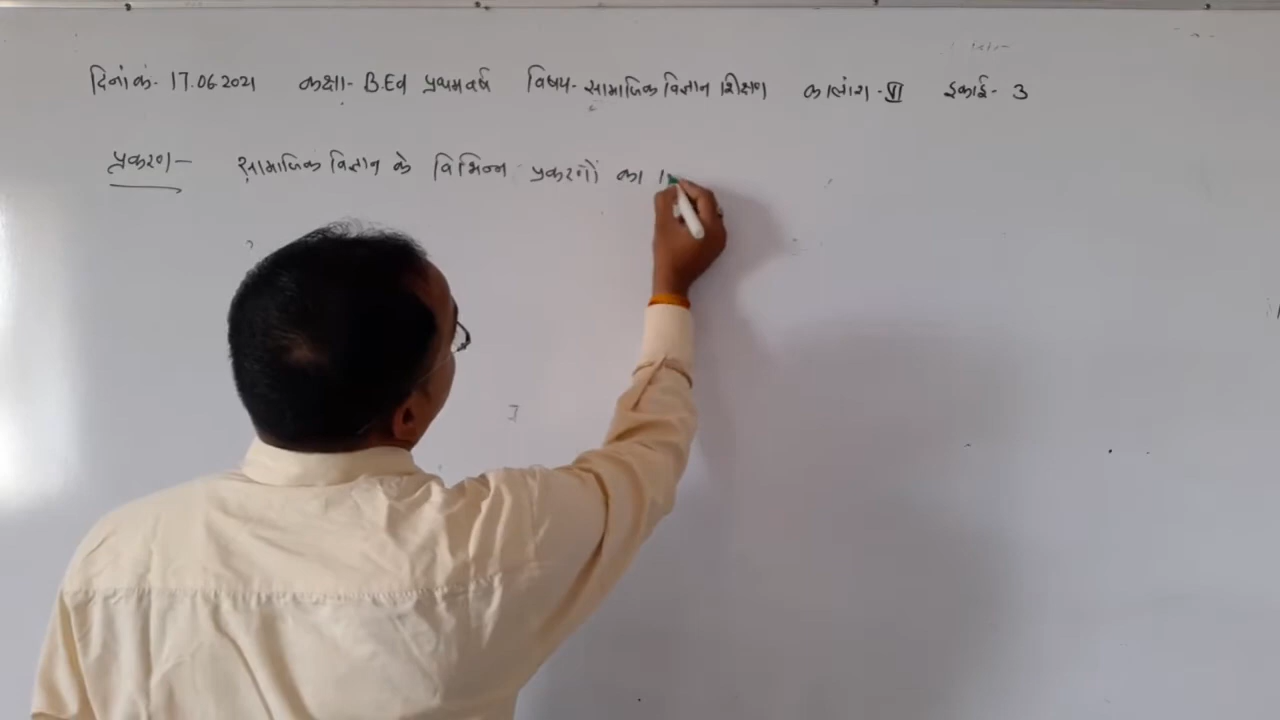 दिनांक- 17.06.2021 कक्षा- B.Ed प्रथमवर्ष विषय- सामाजिक विज्ञान शिक्षण कालांश- VI इकाई- 3
प्रकरण- सामाजिक विज्ञान के विभिन्न प्रकरणों का